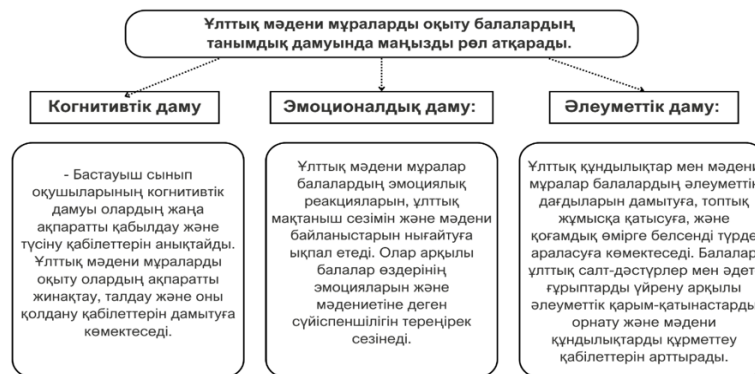 Ұлттық мәдени мұраларды оқыту балалардың
танымдық дамуында маңызды рөл атқарады.
Когнитивтік даму
Эмоционалдық даму:
Әлеуметтік даму:
- Бастауыш сынып
оқушыларының когнитивтік
дамуы олардың жаңа
ақпаратты қабылдау және
түсіну қабілеттерін анықтайды.
Ұлттық мәдени мұраларды
оқыту олардың ақпаратты
жинақтау, талдау және оны
қолдану қабілеттерін дамытуға
көмектеседі.
Ұлттық мәдени мұралар
балалардың эмоциялық
реакцияларын, ұлттық
мақтаныш сезімін және мәдени
байланыстарын нығайтуға
ықпал етеді. Олар арқылы
балалар өздерінің
эмоцияларын және
мәдениетіне деген
сүйіспеншілігін тереңірек
сезінеді.
Ұлттық құндылықтар мен мәдени
мұралар балалардың әлеуметтік
дағдыларын дамытуға, топтық
жұмысқа қатысуға, және
қоғамдық өмірге белсенді түрде
араласуға көмектеседі. Балалар
ұлттық салт-дәстүрлер мен әдет-
ғұрыптарды үйрену арқылы
әлеуметтік қарым-қатынастарды
орнату және мәдени
құндылықтарды құрметтеу
қабілеттерін арттырады.